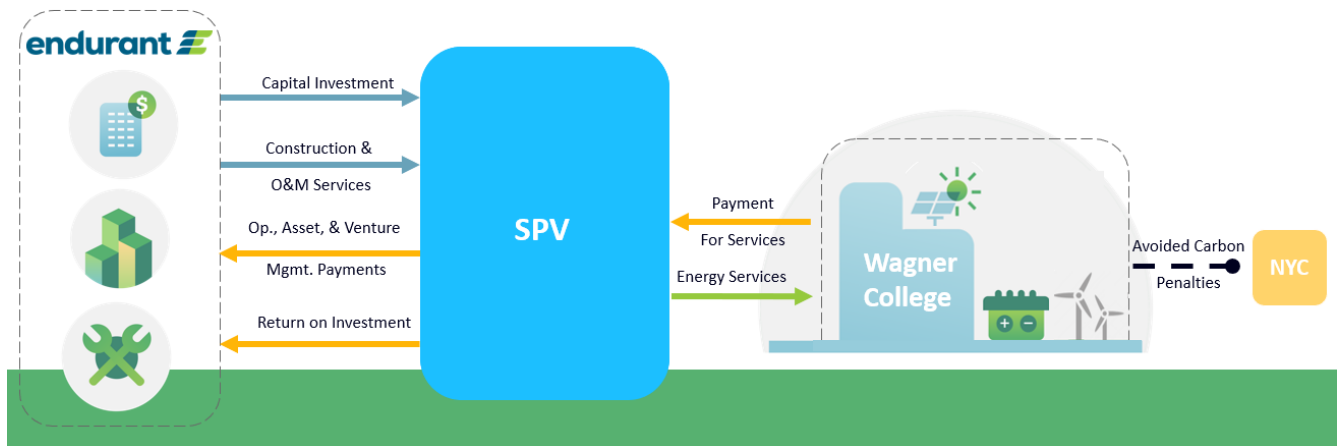 endurant
$
Capital Investment
Construction &
O&M Services
Op., Asset, & Venture
Mgmt. Payments
Return on Investment
SPV
Payment
For Services
Energy Services
Wagner
College
+ −
Avoided Carbon
Penalties
NYC